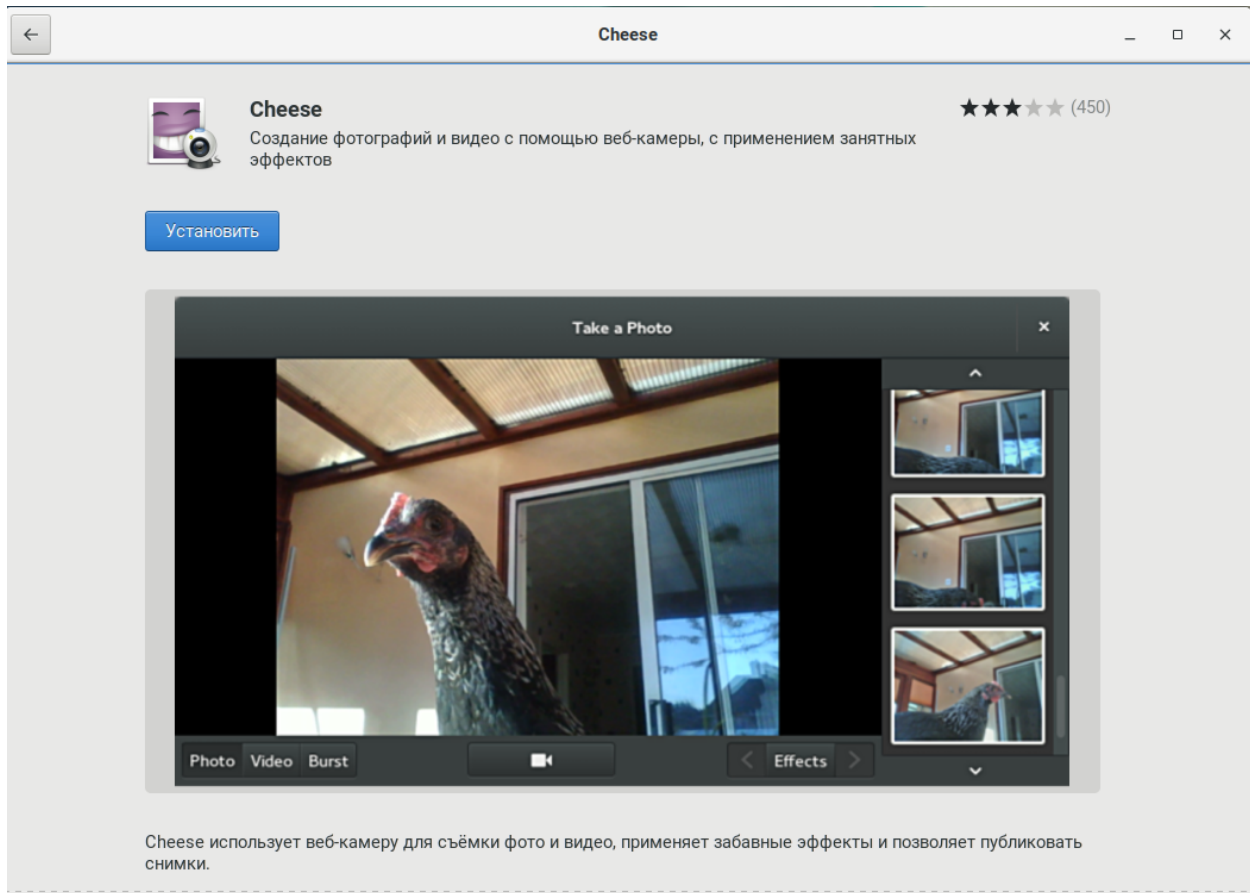 Cheese
Cheese
Создание фотографий и видео с помощью веб-камеры, с применением занятных
эффектов
(450)
Установить
Take a Photo
Photo Video Burst
Effects
Cheese использует веб-камеру для съёмки фото и видео, применяет забавные эффекты и позволяет публиковать
снимки.